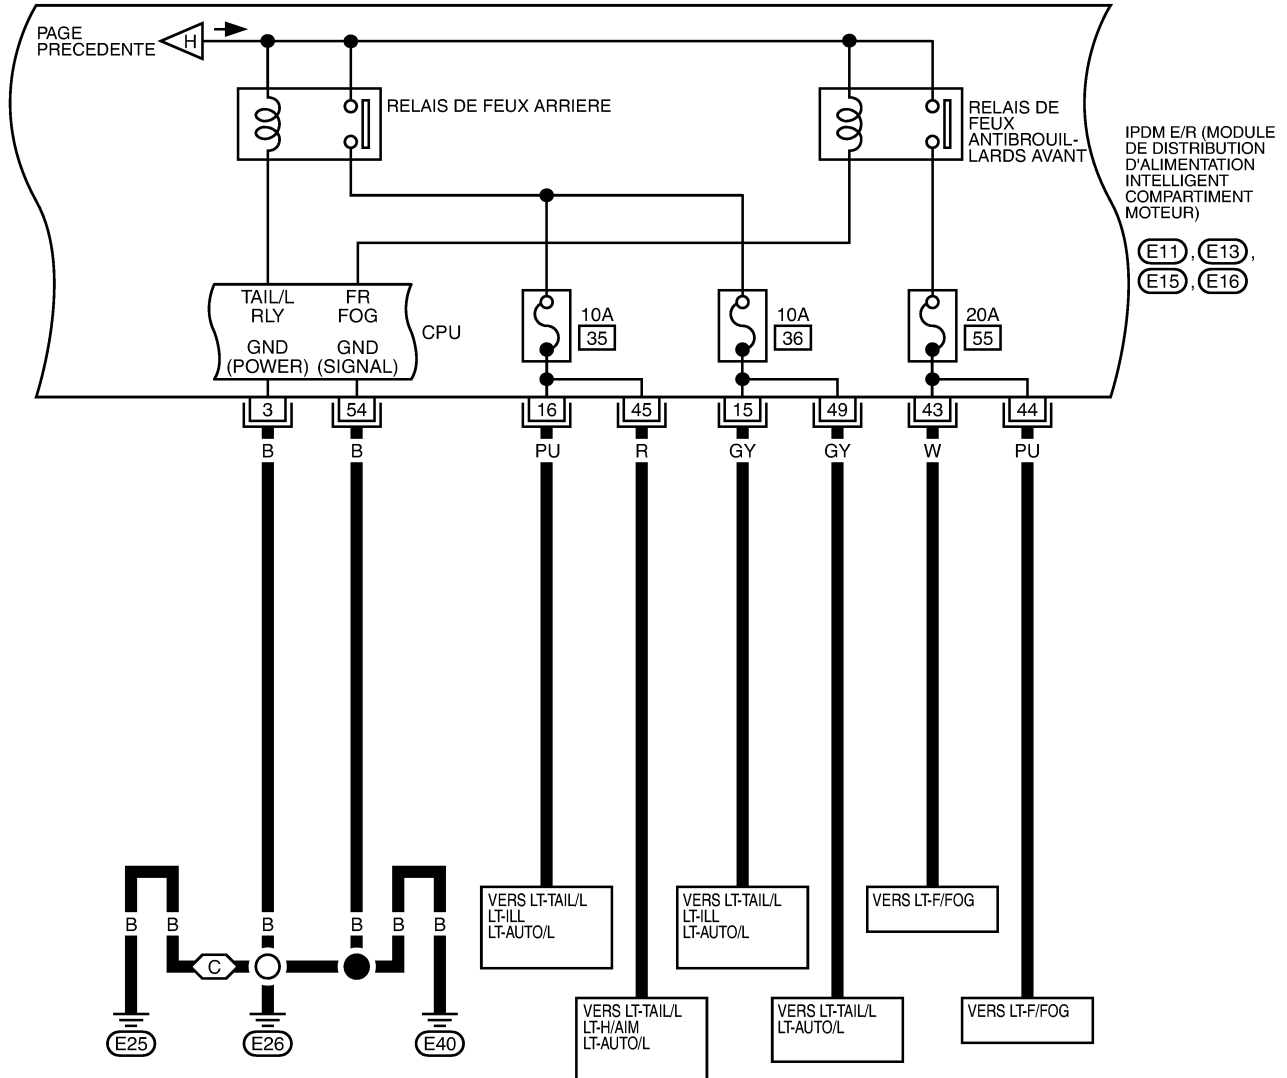 PAGE
PRECEDENTE
H
RELAIS DE FEUX ARRIERE
RELAIS DE
FEUX
ANTIBROUIL-
LARDS AVANT
IPDM E/R (MODULE
DE DISTRIBUTION
D'ALIMENTATION
INTELLIGENT
COMPARTIMENT
MOTEUR)
E11 , E13 ,
E15 , E16
TAIL/L
RLY
FR
FOG
GND
(POWER)
GND
(SIGNAL)
CPU
10A
35
10A
36
20A
55
3 54 16 45 15 49 43 44
B B PU R GY GY W PU
VERS LT-TAIL/L
LT-ILL
LT-AUTO/L
VERS LT-TAIL/L
LT-ILL
LT-AUTO/L
VERS LT-F/FOG
B B B B B B
C
VERS LT-TAIL/L
LT-H/AIM
LT-AUTO/L
VERS LT-TAIL/L
LT-AUTO/L
VERS LT-F/FOG
E25 E26 E40